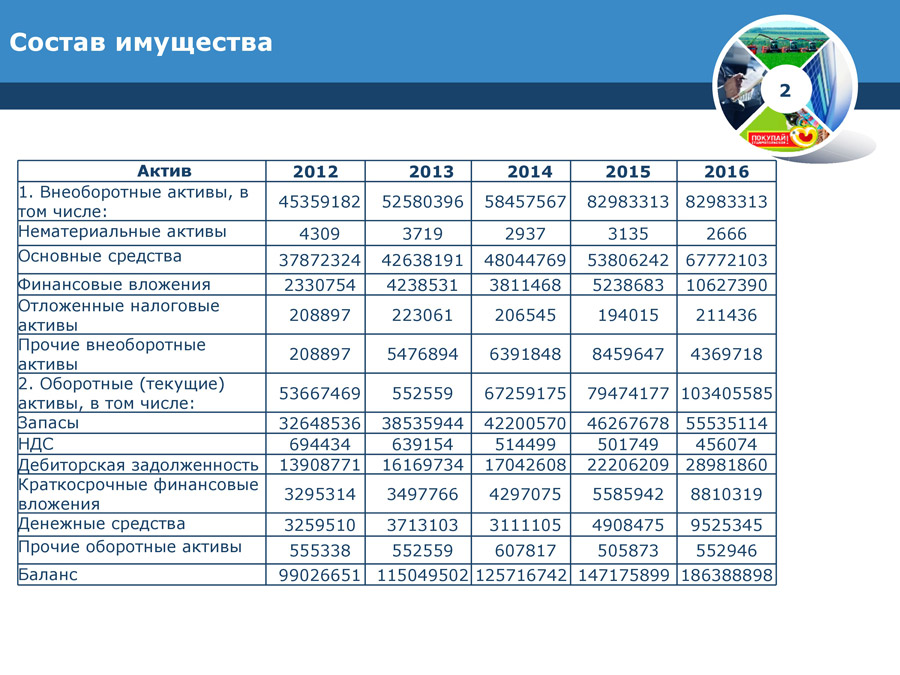 Состав имущества
2
ПОКУПАЙ
Актив 2012 2013 2014 2015 2016
1. Внеоборотные активы, в
том числе: 45359182 52580396 58457567 82983313 82983313
Нематериальные активы 4309 3719 2937 3135 2666
Основные средства 37872324 42638191 48044769 53806242 67772103
Финансовые вложения 2330754 4238531 3811468 5238683 10627390
Отложенные налоговые
активы 208897 223061 206545 194015 211436
Прочие внеоборотные
активы 208897 5476894 6391848 8459647 4369718
2. Оборотные (текущие)
активы, в том числе: 53667469 552559 67259175 79474177 103405585
Запасы 32648536 38535944 42200570 46267678 55535114
НДС 694434 639154 514499 501749 456074
Дебиторская задолженность 13908771 16169734 17042608 22206209 28981860
Краткосрочные финансовые
вложения 3295314 3497766 4297075 5585942 8810319
Денежные средства 3259510 3713103 3111105 4908475 9525345
Прочие оборотные активы 555338 552559 607817 505873 552946
Баланс 99026651 115049502 125716742 147175899 186388898